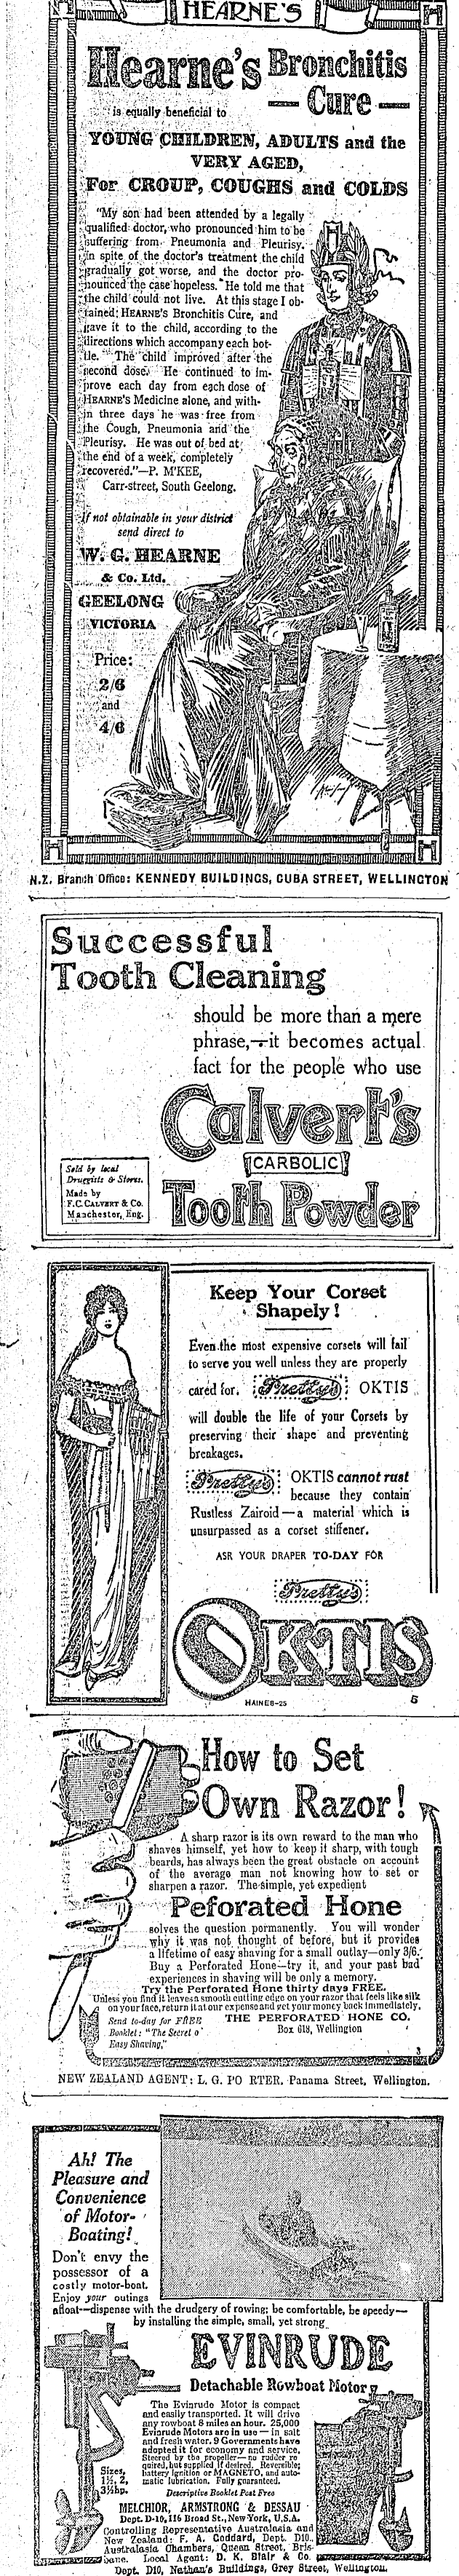 HEARNE'S
Hearne's Bronchitis
— Cure —
is equally beneficial to
YOUNG CHILDREN, ADULTS and the
VERY AGED,
For CROUP, COUGHS and COLDS
"My son had been attended by a legally
qualified doctor, who pronounced him to be
suffering from Pneumonia and Pleurisy.
In spite of the doctor's treatment the child
gradually got worse, and the doctor pro-
nounced the case hopeless. He told me that
the child could not live. At this stage I ob-
tained HEARNE'S Bronchitis Cure, and
gave it to the child, according to the
directions which accompany each bot-
tle. The child improved after the
second dose. He continued to im-
prove each day from each dose of
HEARNE'S Medicine alone, and with-
in three days he was free from
the Cough, Pneumonia and the
Pleurisy. He was out of bed at
the end of a week, completely
recovered."—P. M'KEE,
Carr-street, South Geelong.
If not obtainable in your district
send direct to
W. G. HEARNE
& Co. Ltd.
GEELONG
VICTORIA
Price:
2/6
and
4/6
N.Z. Branch Office: KENNEDY BUILDINGS, CUBA STREET, WELLINGTON
Successful
Tooth Cleaning
should be more than a mere
phrase,—it becomes actual
fact for the people who use
Calvert's
CARBOLIC
Tooth Powder
Sold by local
Druggists & Stores.
Made by
F. C. CALVERT & Co.
Manchester, Eng.
Keep Your Corset
Shapely!
Even the most expensive corsets will fail
to serve you well unless they are properly
cared for. Pretty's OKTIS
will double the life of your Corsets by
preserving their shape and preventing
breakages.
Pretty's OKTIS cannot rust
because they contain
Rustless Zairoid—a material which is
unsurpassed as a corset stiffener.
ASK YOUR DRAPER TO-DAY FOR
Pretty's
OKTIS
HAINES-25
5
How to Set
Own Razor!
A sharp razor is its own reward to the man who
shaves himself, yet how to keep it sharp, with tough
beards, has always been the great obstacle on account
of the average man not knowing how to set or
sharpen a razor. The simple, yet expedient
Peforated Hone
solves the question permanently. You will wonder
why it was not thought of before, but it provides
a lifetime of easy shaving for a small outlay—only 3/6.
Buy a Perforated Hone—try it, and your past bad
experiences in shaving will be only a memory.
Try the Perforated Hone thirty days FREE.
Unless you find it leaves a smooth cutting edge on your razor that feels like silk
on your face, return it at our expense and get your money back immediately.
Send to-day for FREE
Booklet: "The Secret o'
Easy Shaving,"
THE PERFORATED HONE CO.
Box 618, Wellington
3
NEW ZEALAND AGENT: L. G. PO RTER. Panama Street, Wellington.
Ah! The
Pleasure and
Convenience
of Motor-
Boating!
Don't envy the
possessor of a
costly motor-boat.
Enjoy your outings
afloat—dispense with the drudgery of rowing; be comfortable, be speedy—
by installing the simple, small, yet strong
EVINRUDE
Detachable Rowboat Motor
The Evinrude Motor is compact
and easily transported. It will drive
any rowboat 8 miles an hour. 25,000
Evinrude Motors are in use—in salt
and fresh water. 9 Governments have
adopted it for economy and service.
Steered by the propeller—no rudder re
quired, but supplied if desired. Reversible;
battery ignition or MAGNETO, and auto-
matic lubrication. Fully guaranteed.
Descriptive Booklet Post Free
Sizes,
1½, 2,
3½hp.
MELCHIOR, ARMSTRONG & DESSAU
Dept. D-10, 116 Broad St., New York, U.S.A.
Controlling Representative Australasia and
New Zealand: F. A. Goddard, Dept. D10.,
Australasia Chambers, Queen Street, Bris-
bane. Local Agent: D. K. Blair & Co.
Dept. D10, Nathan's Buildings, Grey Street, Wellington.